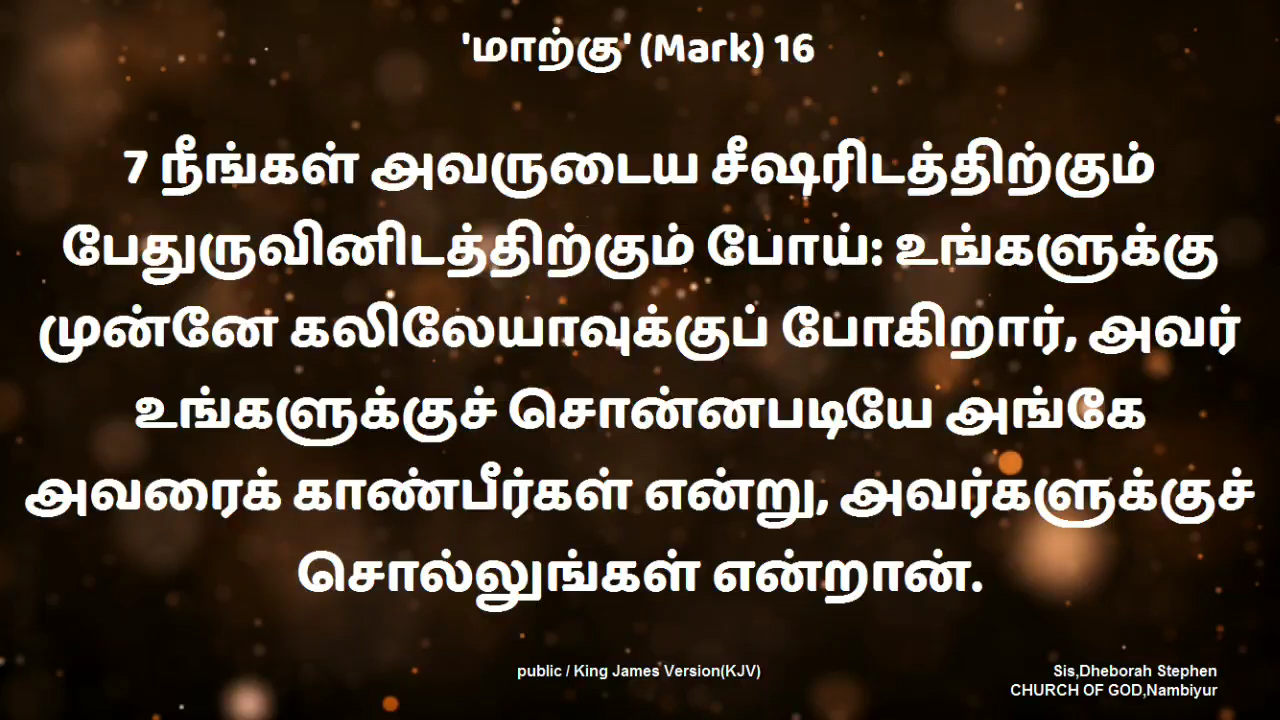 'மாற்கு' (Mark) 16
7 நீங்கள் அவருடைய சீஷரிடத்திற்கும்
பேதுருவினிடத்திற்கும் போய்: உங்களுக்கு
முன்னே கலிலேயாவுக்குப் போகிறார், அவர்
உங்களுக்குச் சொன்னபடியே அங்கே
அவரைக் காண்பீர்கள் என்று, அவர்களுக்குச்
சொல்லுங்கள் என்றான்.
public / King James Version(KJV)
Sis,Dheborah Stephen
CHURCH OF GOD,Nambiyur